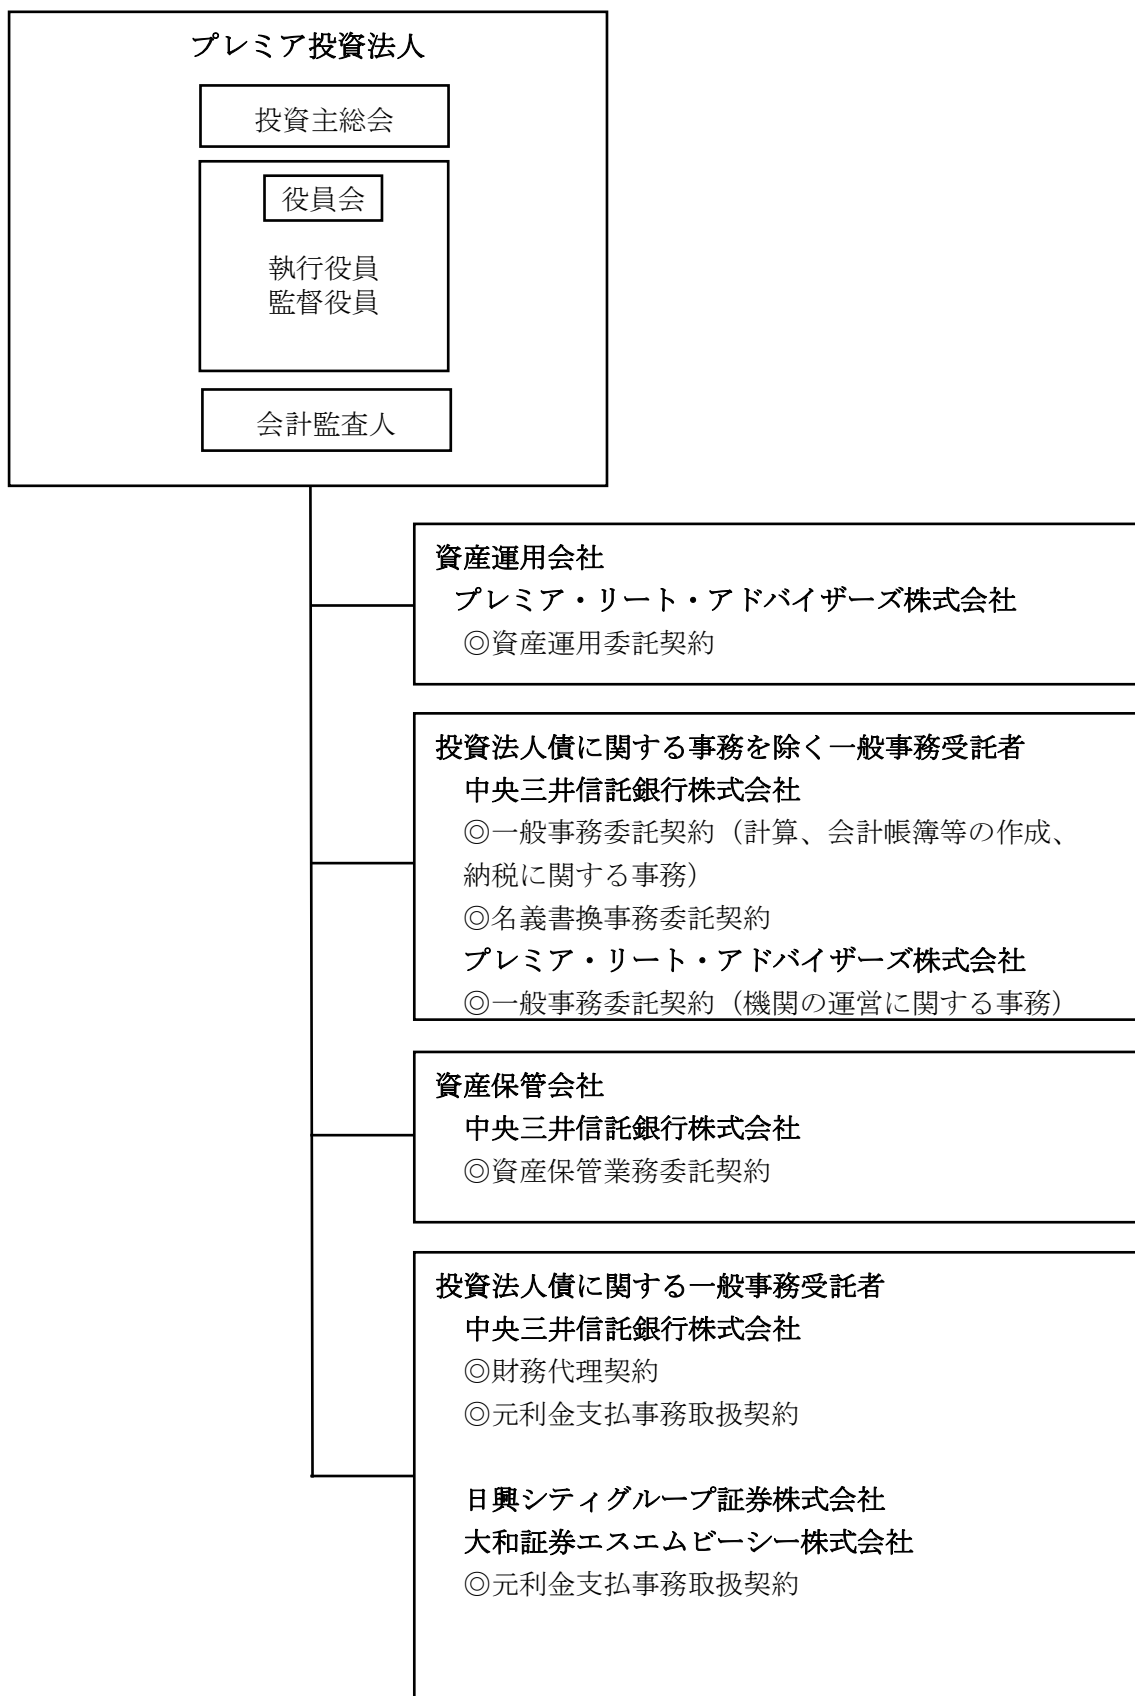 プレミア投資法人
投資主総会
役員会
執行役員
監督役員
会計監査人
資産運用会社
プレミア・リート・アドバイザーズ株式会社
◎資産運用委託契約
投資法人債に関する事務を除く一般事務受託者
中央三井信託銀行株式会社
◎一般事務委託契約（計算、会計帳簿等の作成、
納税に関する事務）
◎名義書換事務委託契約
プレミア・リート・アドバイザーズ株式会社
◎一般事務委託契約（機関の運営に関する事務）
資産保管会社
中央三井信託銀行株式会社
◎資産保管業務委託契約
投資法人債に関する一般事務受託者
中央三井信託銀行株式会社
◎財務代理契約
◎元利金支払事務取扱契約
日興シティグループ証券株式会社
大和証券エスエムビーシー株式会社
◎元利金支払事務取扱契約